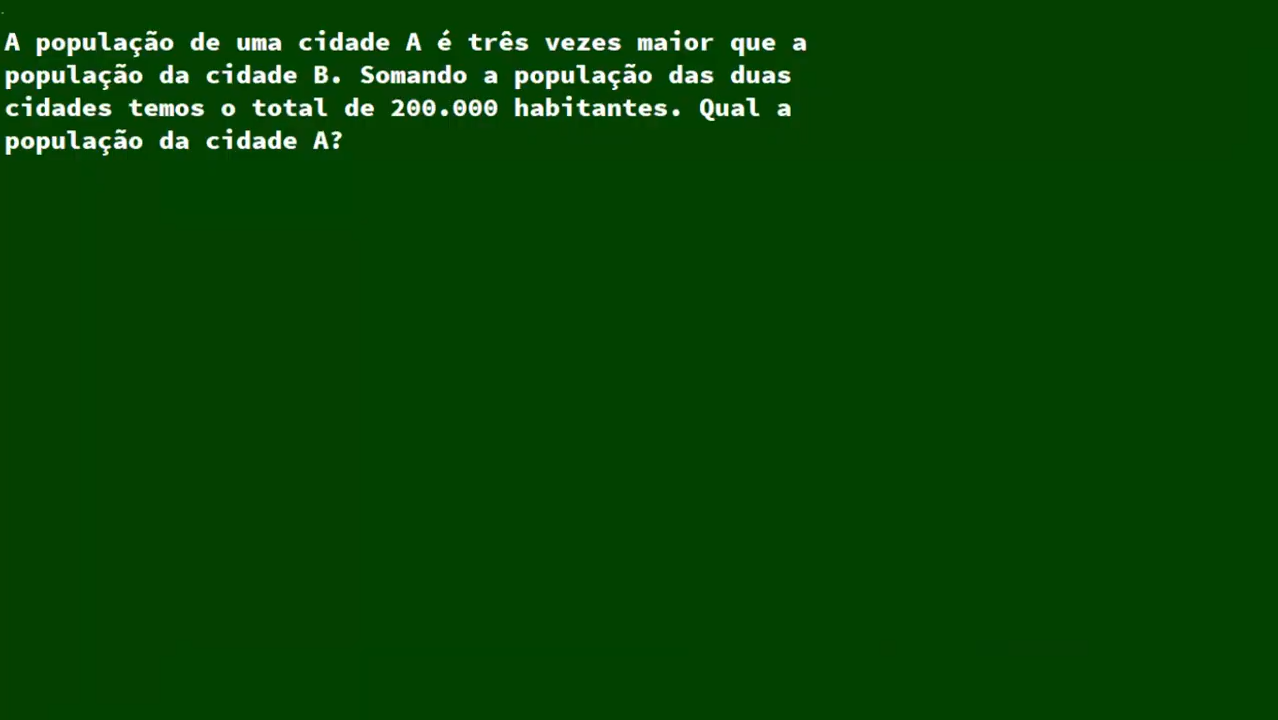 A população de uma cidade A é três vezes maior que a
população da cidade B. Somando a população das duas
cidades temos o total de 200.000 habitantes. Qual a
população da cidade A?